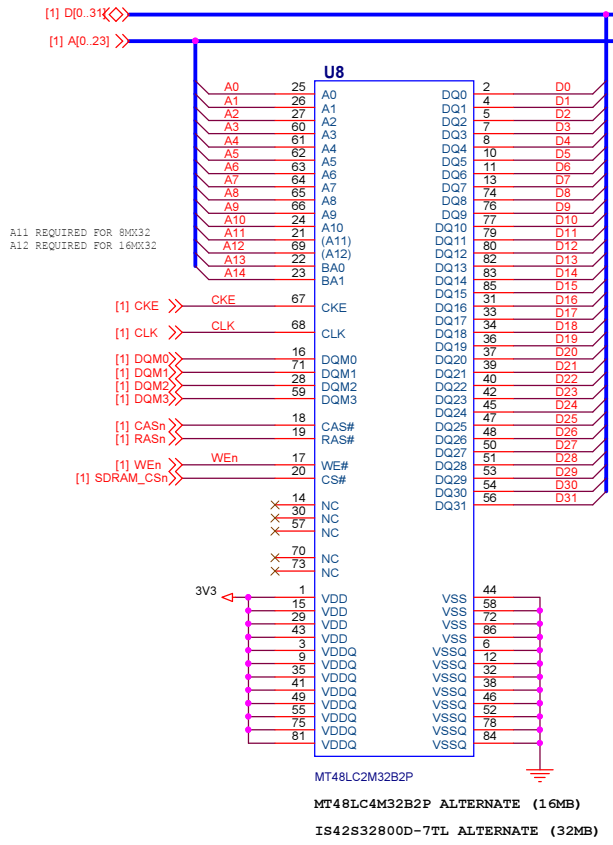 [1] D[0..31]
[1] A[0..23]
U8
A0 25 A0 DQ0 2 D0
A1 26 A1 DQ1 4 D1
A2 27 A2 DQ2 5 D2
A3 60 A3 DQ3 7 D3
A4 61 A4 DQ4 8 D4
A5 62 A5 DQ5 10 D5
A6 63 A6 DQ6 11 D6
A7 64 A7 DQ7 13 D7
A8 65 A8 DQ8 74 D8
A9 66 A9 DQ9 76 D9
A10 24 A10 DQ10 77 D10
A11 21 (A11) DQ11 79 D11
A12 69 (A12) DQ12 80 D12
A13 22 BA0 DQ13 82 D13
A14 23 BA1 DQ14 83 D14
DQ15 85 D15
A11 REQUIRED FOR 8MX32
A12 REQUIRED FOR 16MX32
[1] CKE CKE 67 CKE DQ16 31 D16
DQ17 33 D17
[1] CLK CLK 68 CLK DQ18 34 D18
DQ19 36 D19
[1] DQM0 16 DQM0 DQ20 37 D20
[1] DQM1 71 DQM1 DQ21 39 D21
[1] DQM2 28 DQM2 DQ22 40 D22
[1] DQM3 59 DQM3 DQ23 42 D23
DQ24 45 D24
[1] CASn 18 CAS# DQ25 47 D25
[1] RASn 19 RAS# DQ26 48 D26
DQ27 50 D27
[1] WEn WEn 17 WE# DQ28 51 D28
[1] SDRAM_CSn 20 CS# DQ29 53 D29
DQ30 54 D30
14 NC DQ31 56 D31
30 NC
57 NC
70 NC
73 NC
3V3 1 VDD VSS 44
15 VDD VSS 58
29 VDD VSS 72
43 VDD VSS 86
3 VDDQ VSSQ 6
9 VDDQ VSSQ 12
35 VDDQ VSSQ 32
41 VDDQ VSSQ 38
49 VDDQ VSSQ 46
55 VDDQ VSSQ 52
75 VDDQ VSSQ 78
81 VDDQ VSSQ 84
MT48LC2M32B2P
MT48LC4M32B2P ALTERNATE (16MB)
IS42S32800D-7TL ALTERNATE (32MB)